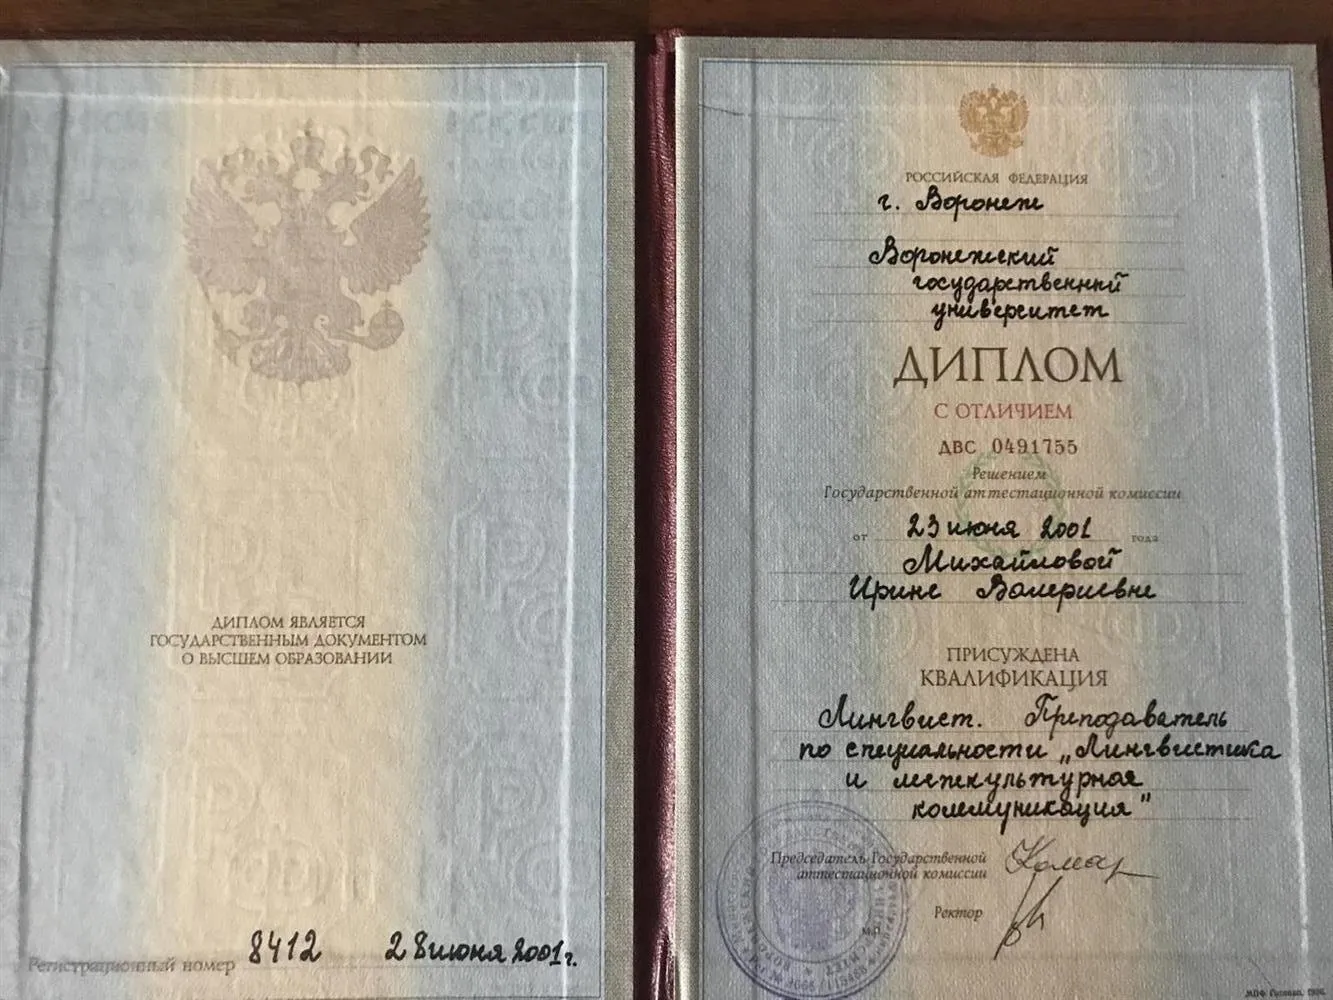 ДИПЛОМ ЯВЛЯЕТСЯ
ГОСУДАРСТВЕННЫМ ДОКУМЕНТОМ
О ВЫСШЕМ ОБРАЗОВАНИИ
Регистрационный номер 8412 28 июня 2001 г.
РОССИЙСКАЯ ФЕДЕРАЦИЯ
г. Воронеж
Воронежский
государственный
университет
ДИПЛОМ
С ОТЛИЧИЕМ
ДВС 0491755
Решением
Государственной аттестационной комиссии
от 23 июня 2001 года
Михайловой
Ирине Валериевне
ПРИСУЖДЕНА
КВАЛИФИКАЦИЯ
Лингвист. Преподаватель
по специальности „Лингвистика
и межкультурная
коммуникация"
Председатель Государственной
аттестационной комиссии
Ректор
М.П.